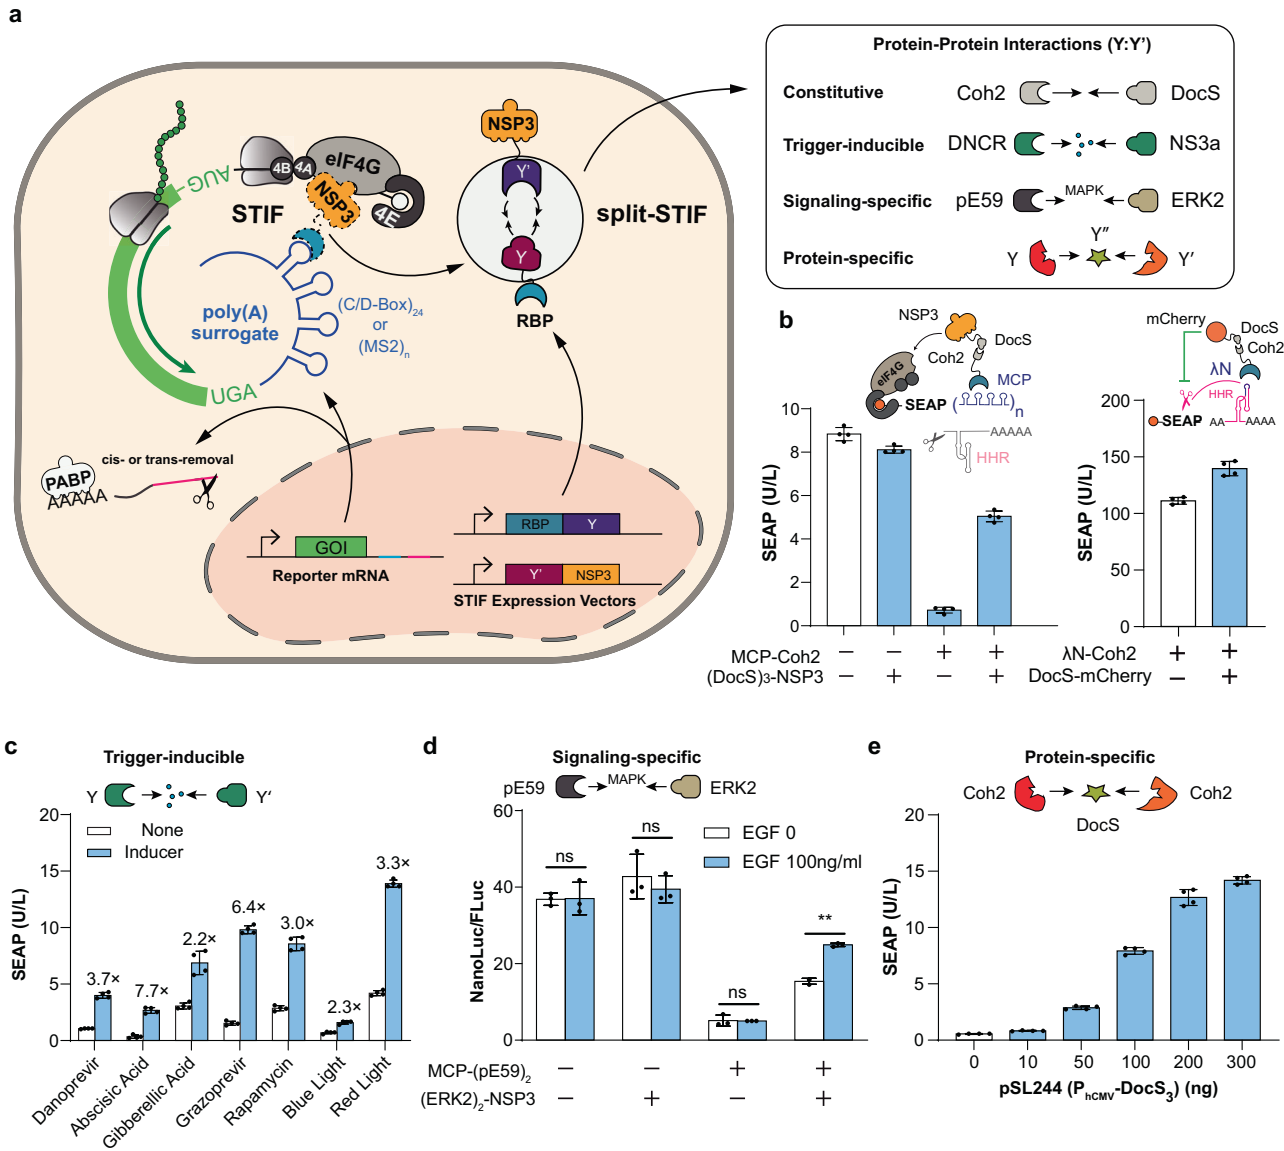 a
AUG
STIF
4B
4A
eIF4G
NSP3
4E
poly(A)
surrogate
(C/D-Box)24
or
(MS2)n
UGA
cis- or trans-removal
PABP
AAAAA
NSP3
Y'
Y
RBP
split-STIF
GOI
Reporter mRNA
RBP
Y
Y'
NSP3
STIF Expression Vectors
Protein-Protein Interactions (Y:Y')
Constitutive
Coh2
DocS
Trigger-inducible
DNCR
NS3a
Signaling-specific
pE59
MAPK
ERK2
Protein-specific
Y
Y''
Y'
b
NSP3
DocS
Coh2
eIF4G
MCP
SEAP
( )n
AAAAA
HHR
SEAP (U/L)
10
8
6
4
2
0
MCP-Coh2 − − + +
(DocS)3-NSP3 − + − +
mCherry
DocS
Coh2
λN
HHR
SEAP
AA
AAAA
SEAP (U/L)
200
150
100
50
0
λN-Coh2 + +
DocS-mCherry − +
c
Trigger-inducible
Y
Y'
None
Inducer
SEAP (U/L)
20
15
10
5
0
3.7×
7.7×
2.2×
6.4×
3.0×
2.3×
3.3×
Danoprevir
Abscisic Acid
Gibberellic Acid
Grazoprevir
Rapamycin
Blue Light
Red Light
d
Signaling-specific
pE59
MAPK
ERK2
EGF 0
EGF 100ng/ml
NanoLuc/FLuc
60
40
20
0
ns
ns
ns
**
MCP-(pE59)2 − − + +
(ERK2)2-NSP3 − + − +
e
Protein-specific
Coh2
DocS
Coh2
SEAP (U/L)
20
15
10
5
0
0 10 50 100 200 300
pSL244 (PhCMV-DocS3) (ng)